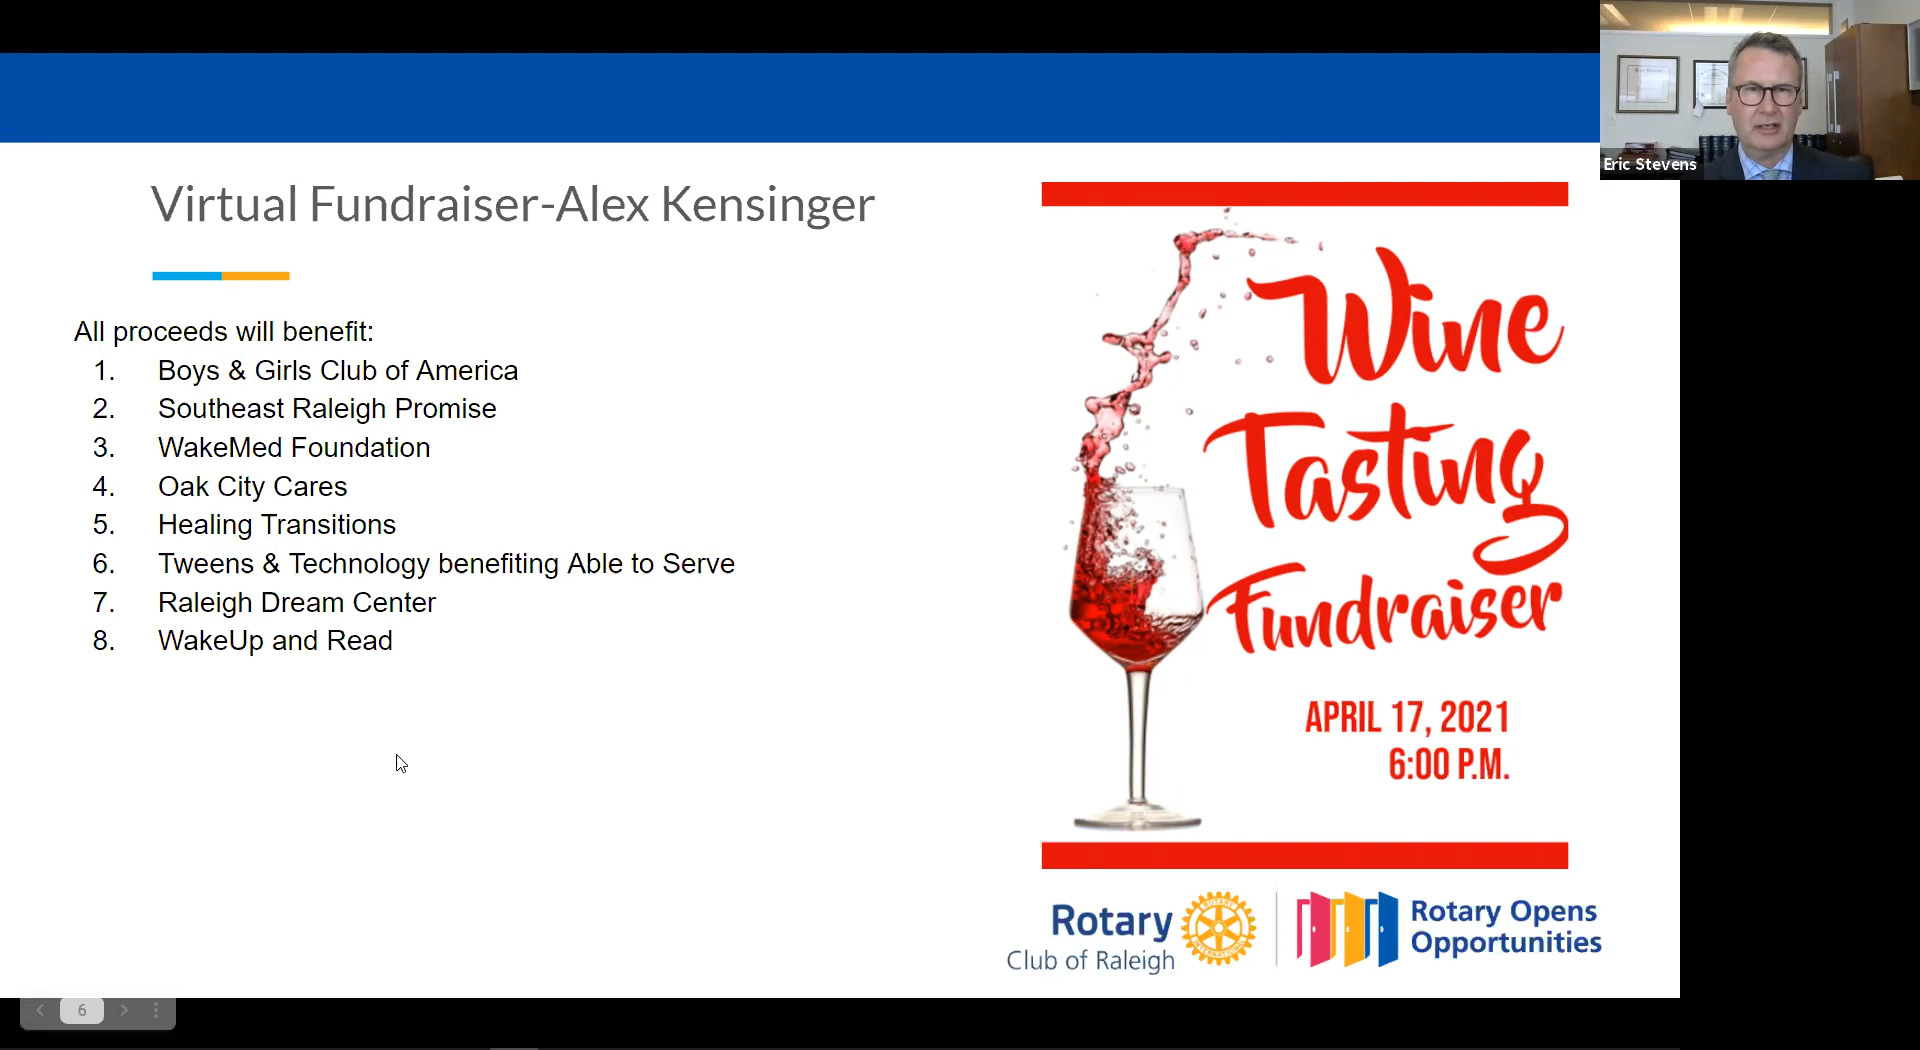 Eric Stevens
Virtual Fundraiser-Alex Kensinger
All proceeds will benefit:
1. Boys & Girls Club of America
2. Southeast Raleigh Promise
3. WakeMed Foundation
4. Oak City Cares
5. Healing Transitions
6. Tweens & Technology benefiting Able to Serve
7. Raleigh Dream Center
8. WakeUp and Read
Wine
Tasting
Fundraiser
APRIL 17, 2021
6:00 P.M.
Rotary
Club of Raleigh
ROTARY
INTERNATIONAL
Rotary Opens
Opportunities
6